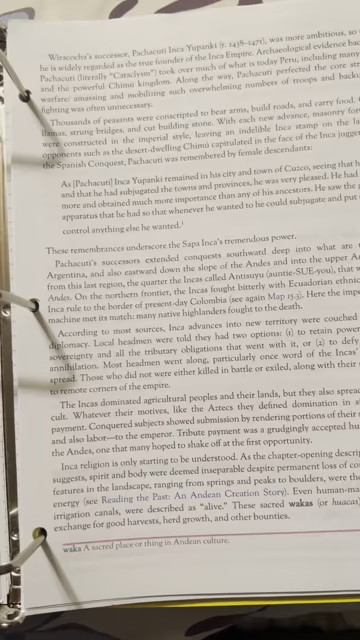 Wiracocha's successor, Pachacuti Inca Yupanki (r. 1438–1471), was more ambitious, so
he is widely regarded as the true founder of the Inca Empire. Archaeological evidence bac
Pachacuti (literally "Cataclysm") took over much of what is today Peru, including many
and the powerful Chimú kingdom. Along the way, Pachacuti perfected the core str
warfare: amassing and mobilizing such overwhelming numbers of troops and backu
fighting was often unnecessary.
Thousands of peasants were conscripted to bear arms, build roads, and carry food.
llamas, strung bridges, and cut building stone. With each new advance, masonry for
were constructed in the imperial style, leaving an indelible Inca stamp on the la
opponents such as the desert-dwelling Chimú capitulated in the face of the Inca jugge
the Spanish Conquest, Pachacuti was remembered by female descendants:
As [Pachacuti] Inca Yupanki remained in his city and town of Cuzco, seeing that h
and that he had subjugated the towns and provinces, he was very pleased. He had
more and obtained much more importance than any of his ancestors. He saw the
apparatus that he had so that whenever he wanted to he could subjugate and put
control anything else he wanted.¹
These remembrances underscore the Sapa Inca's tremendous power.
Pachacuti's successors extended conquests southward deep into what are
Argentina, and also eastward down the slope of the Andes and into the upper A
from this last region, the quarter the Incas called Antisuyu (auntie-SUE-you), that w
Andes. On the northern frontier, the Incas fought bitterly with Ecuadorian ethnic
Inca rule to the border of present-day Colombia (see again Map 15.3). Here the imp
machine met its match: many native highlanders fought to the death.
According to most sources, Inca advances into new territory were couched
diplomacy. Local headmen were told they had two options: (1) to retain power
sovereignty and all the tributary obligations that went with it, or (2) to defy
annihilation. Most headmen went along, particularly once word of the Incas'
spread. Those who did not were either killed in battle or exiled, along with their
to remote corners of the empire.
The Incas dominated agricultural peoples and their lands, but they also sprea
cult. Whatever their motives, like the Aztecs they defined domination in s
payment. Conquered subjects showed submission by rendering portions of their
and also labor—to the emperor. Tribute payment was a grudgingly accepted hu
the Andes, one that many hoped to shake off at the first opportunity.
Inca religion is only starting to be understood. As the chapter-opening descrip
suggests, spirit and body were deemed inseparable despite permanent loss of co
features in the landscape, ranging from springs and peaks to boulders, were tho
energy (see Reading the Past: An Andean Creation Story). Even human-ma
irrigation canals, were described as "alive." These sacred wakas (or huacas)
exchange for good harvests, herd growth, and other bounties.
waka A sacred place or thing in Andean culture.